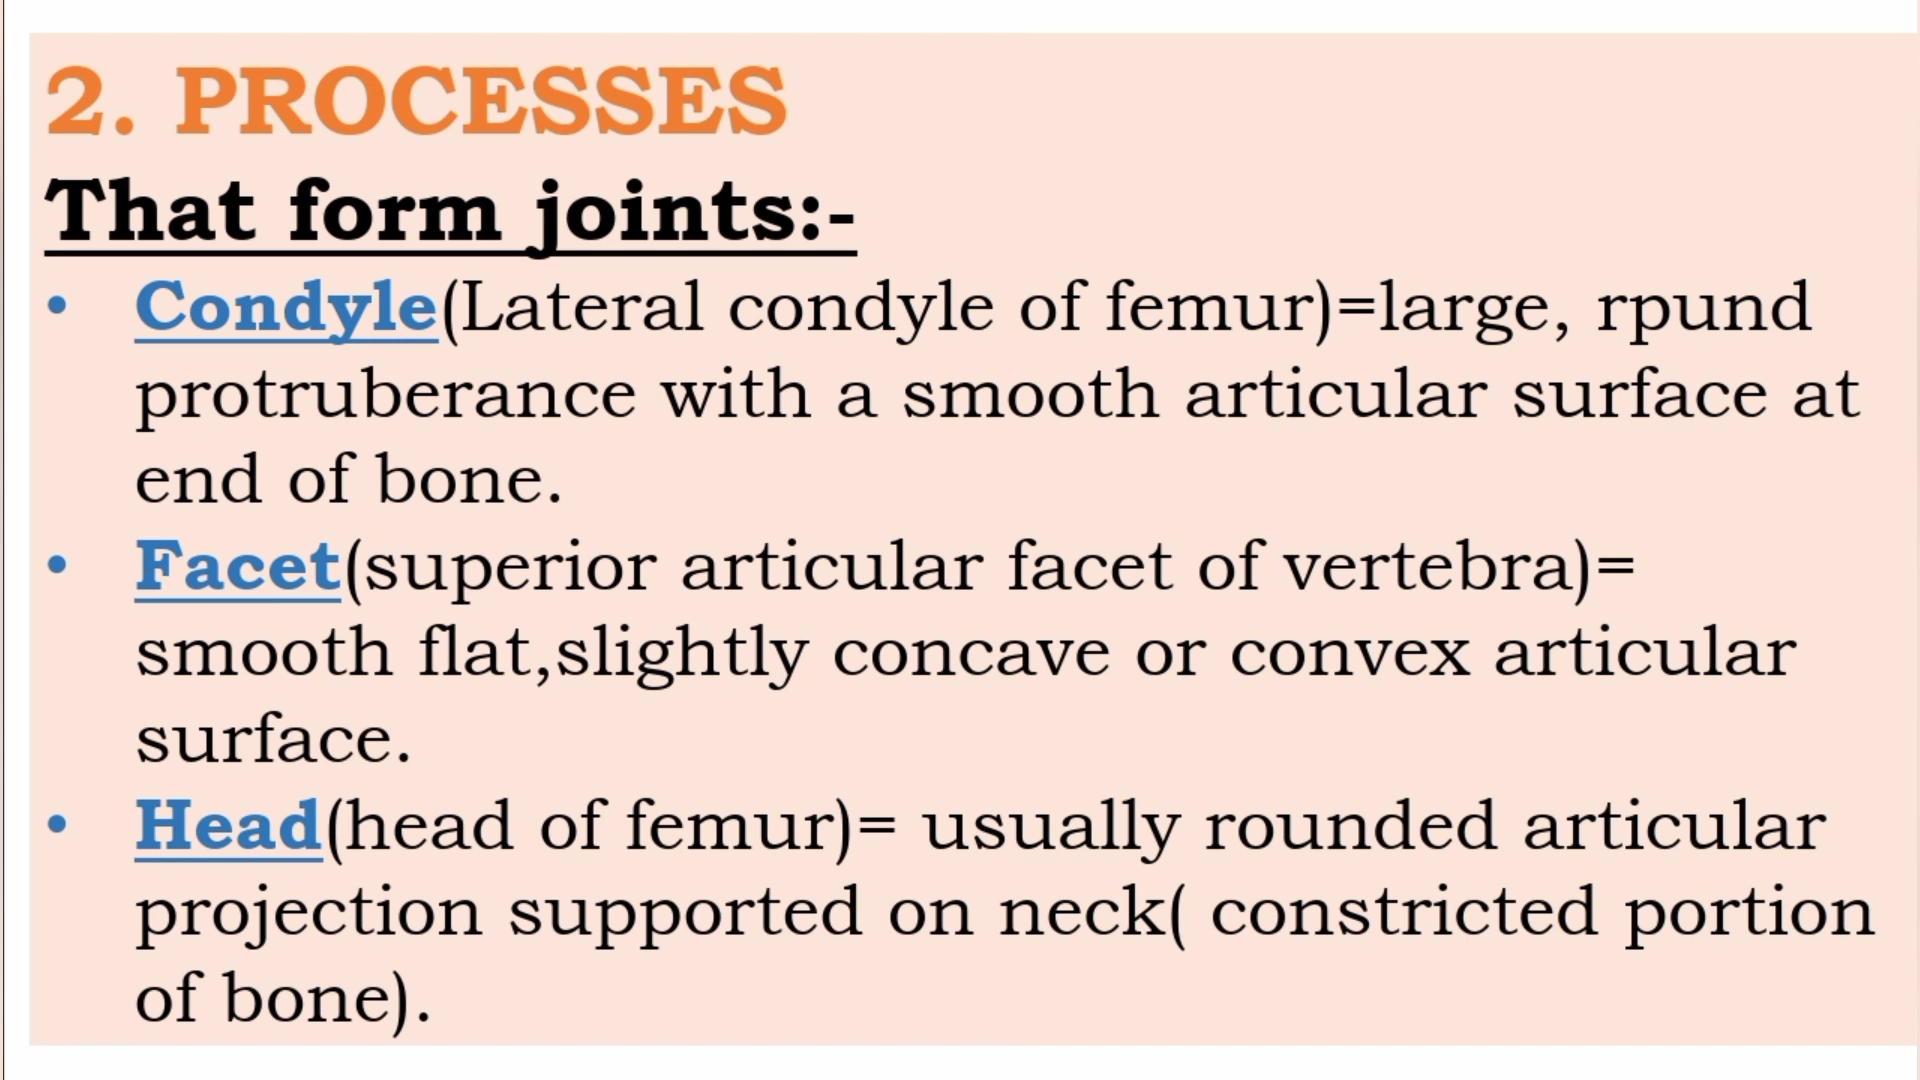 2. PROCESSES
That form joints:-
• Condyle(Lateral condyle of femur)=large, rpund
protruberance with a smooth articular surface at
end of bone.
• Facet(superior articular facet of vertebra)=
smooth flat,slightly concave or convex articular
surface.
• Head(head of femur)= usually rounded articular
projection supported on neck( constricted portion
of bone).